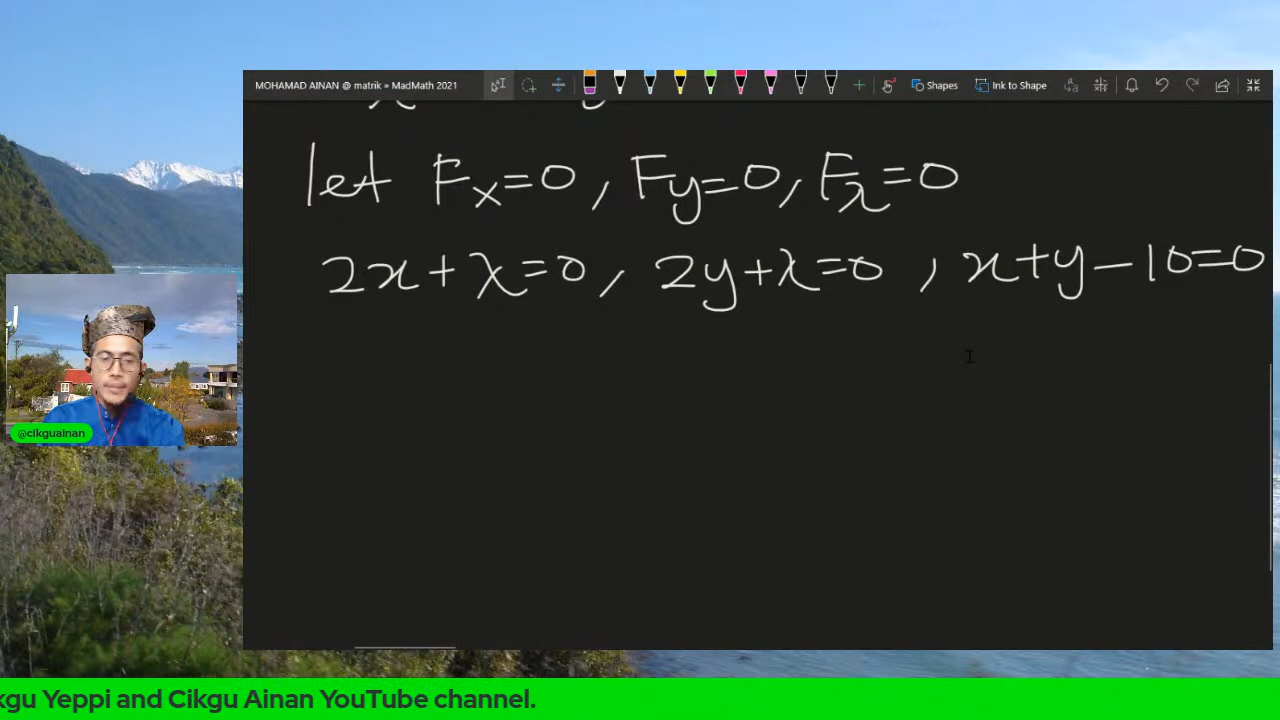 MOHAMAD AINAN @ matrik » MadMath 2021
Shapes
Ink to Shape
let Fx=0, Fy=0, Fλ=0
2x+λ=0, 2y+λ=0, x+y-10=0
@cikguainan
kgu Yeppi and Cikgu Ainan YouTube channel.